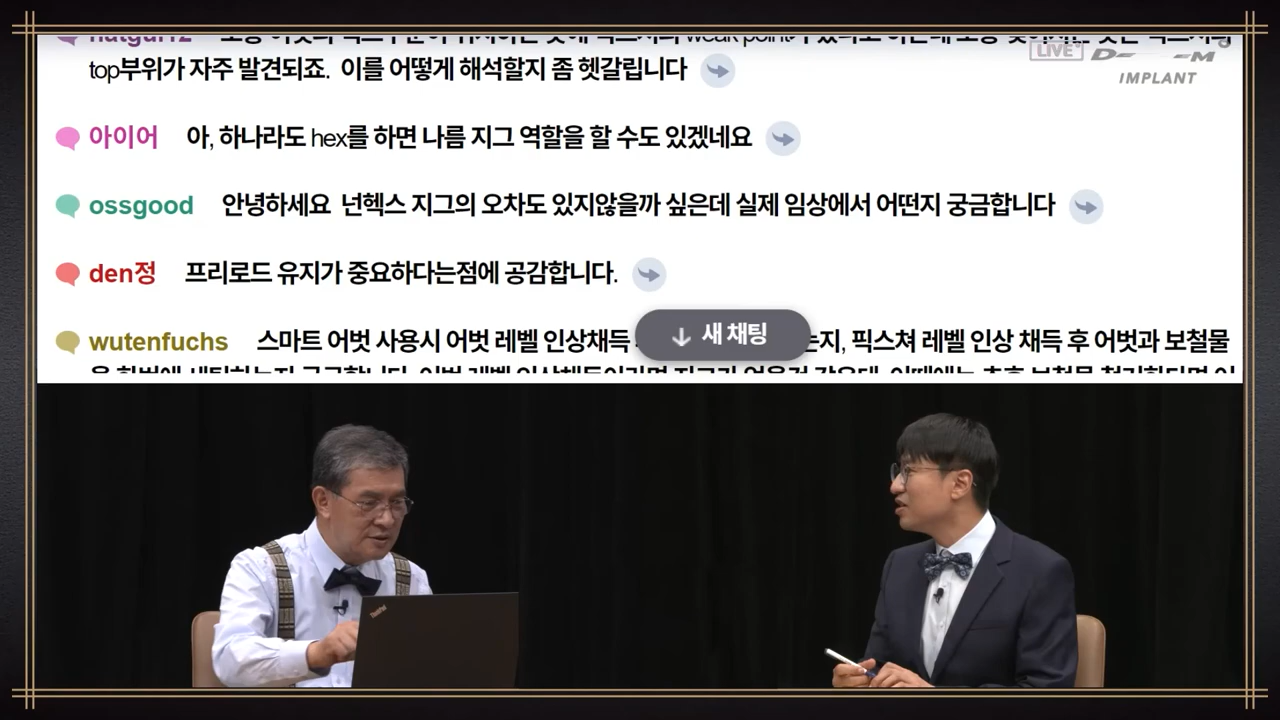 top부위가 자주 발견되죠. 이를 어떻게 해석할지 좀 헷갈립니다
LIVE
IMPLANT
아이어 아, 하나라도 hex를 하면 나름 지그 역할을 할 수도 있겠네요
ossgood 안녕하세요 넌헥스 지그의 오차도 있지않을까 싶은데 실제 임상에서 어떤지 궁금합니다
den정 프리로드 유지가 중요하다는점에 공감합니다.
wutenfuchs 스마트 어벗 사용시 어벗 레벨 인상채득 는지, 픽스쳐 레벨 인상 채득 후 어벗과 보철물
새 채팅